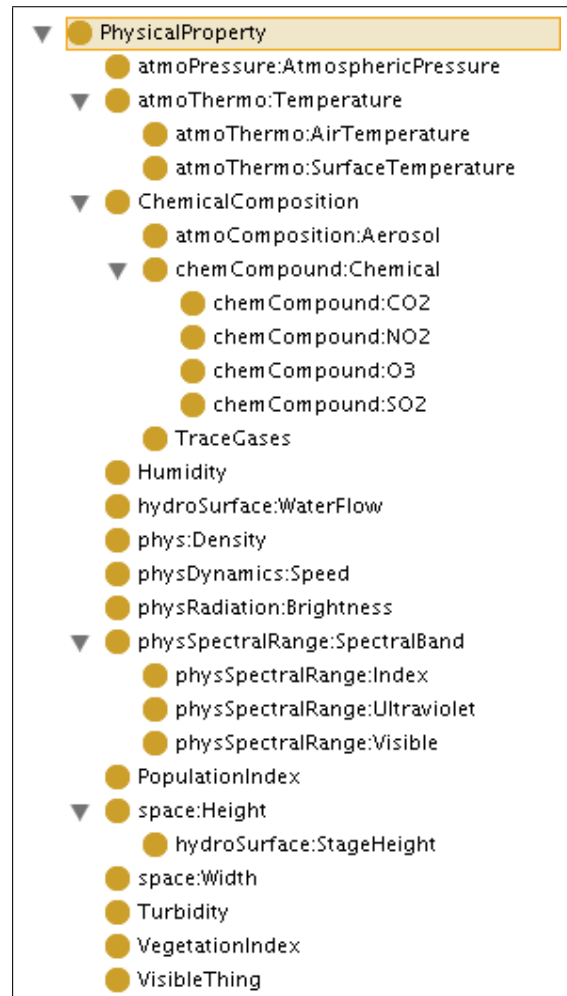 PhysicalProperty
atmoPressure:AtmosphericPressure
atmoThermo:Temperature
atmoThermo:AirTemperature
atmoThermo:SurfaceTemperature
ChemicalComposition
atmoComposition:Aerosol
chemCompound:Chemical
chemCompound:CO2
chemCompound:NO2
chemCompound:O3
chemCompound:SO2
TraceGases
Humidity
hydroSurface:WaterFlow
phys:Density
physDynamics:Speed
physRadiation:Brightness
physSpectralRange:SpectralBand
physSpectralRange:Index
physSpectralRange:Ultraviolet
physSpectralRange:Visible
PopulationIndex
space:Height
hydroSurface:StageHeight
space:Width
Turbidity
VegetationIndex
VisibleThing